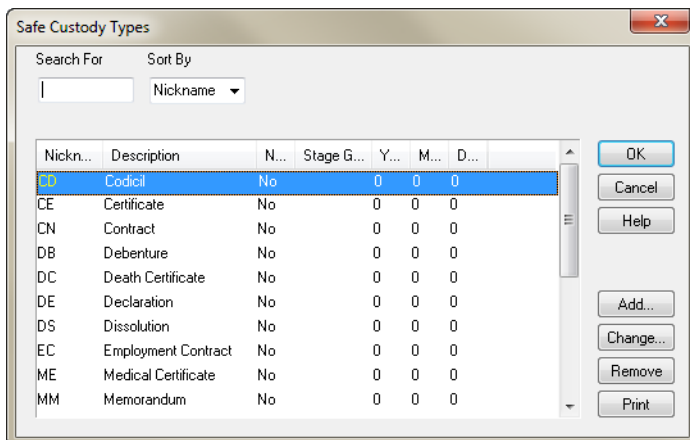 Safe Custody Types
Search For Sort By
Nickname
Nickn... Description N... Stage G... Y... M... D...
CD Codicil No 0 0 0
CE Certificate No 0 0 0
CN Contract No 0 0 0
DB Debenture No 0 0 0
DC Death Certificate No 0 0 0
DE Declaration No 0 0 0
DS Dissolution No 0 0 0
EC Employment Contract No 0 0 0
ME Medical Certificate No 0 0 0
MM Memorandum No 0 0 0
OK
Cancel
Help
Add...
Change...
Remove
Print